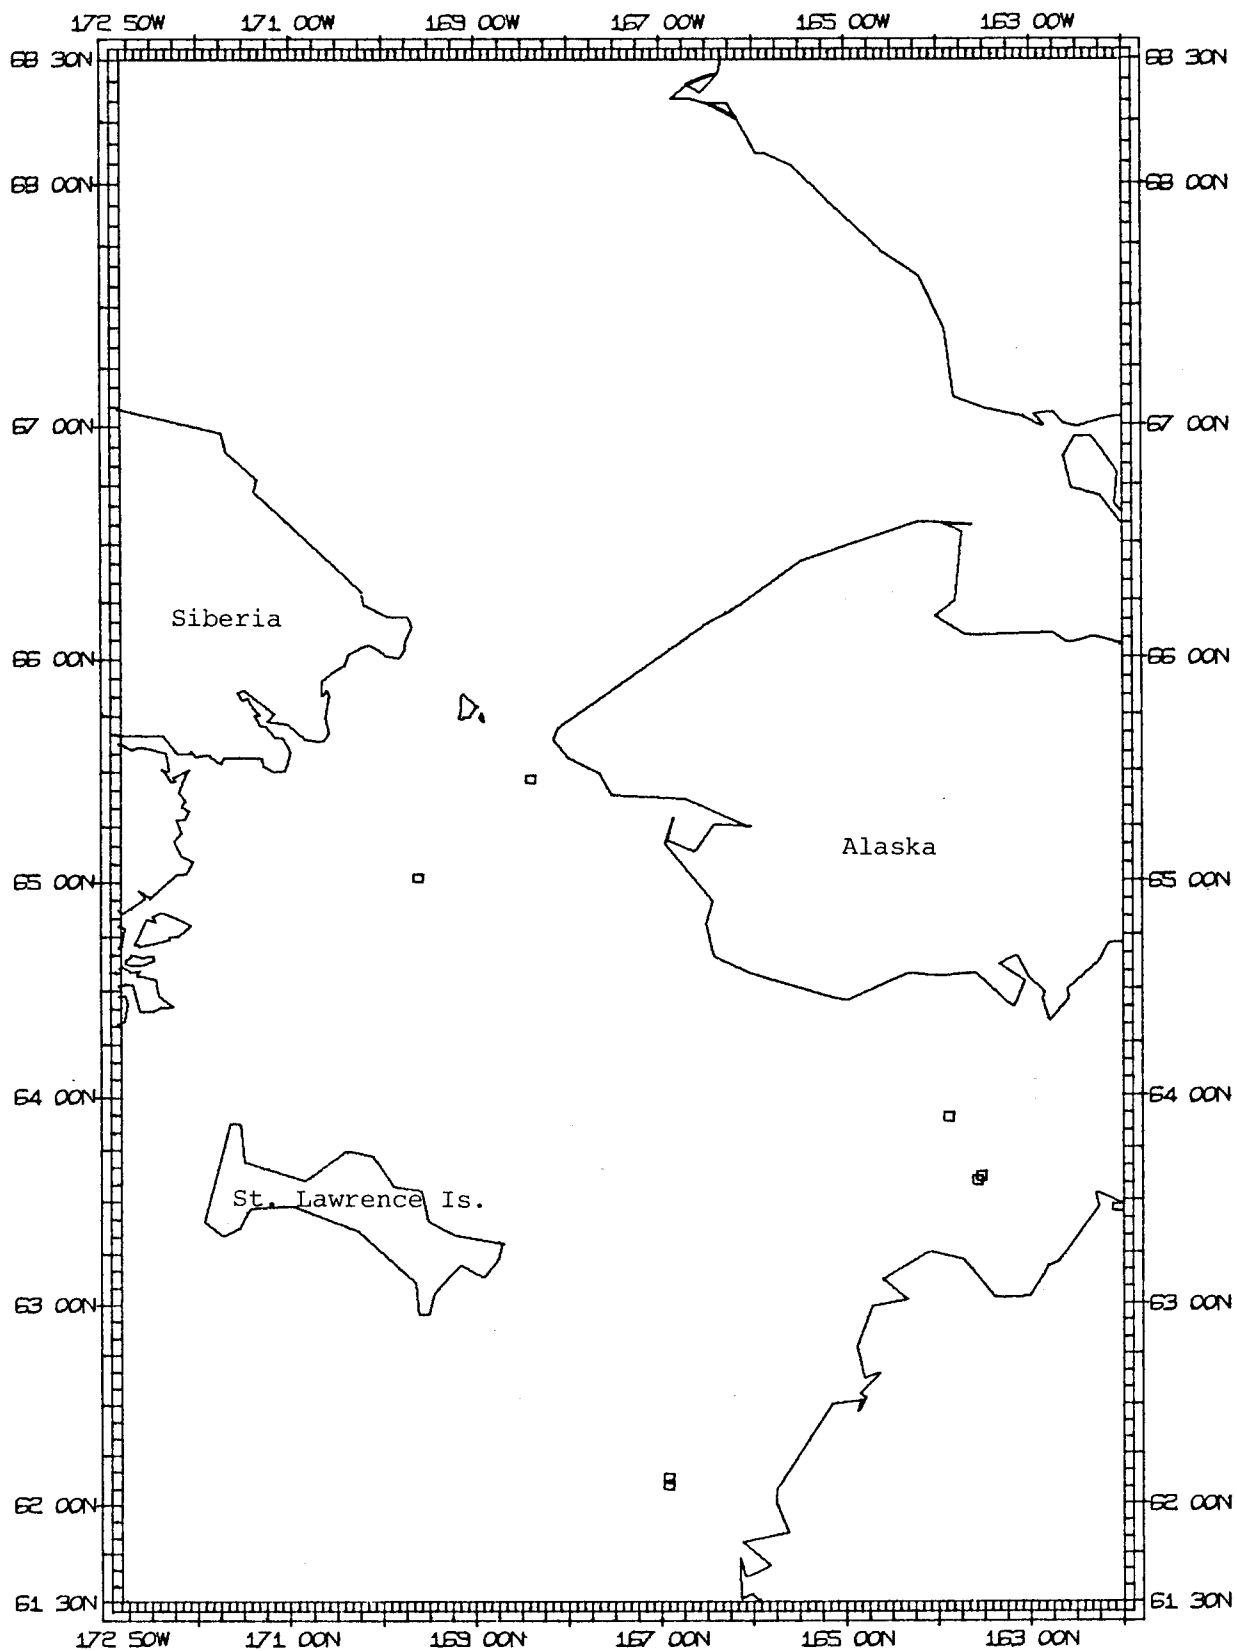 172 50W 171 00W 169 00W 167 00W 165 00W 163 00W
68 30N 68 30N
68 00N 68 00N
67 00N 67 00N
Siberia
66 00N 66 00N
Alaska
65 00N 65 00N
64 00N 64 00N
St. Lawrence Is.
63 00N 63 00N
62 00N 62 00N
61 30N 61 30N
172 50W 171 00N 169 00N 167 00N 165 00N 163 00N